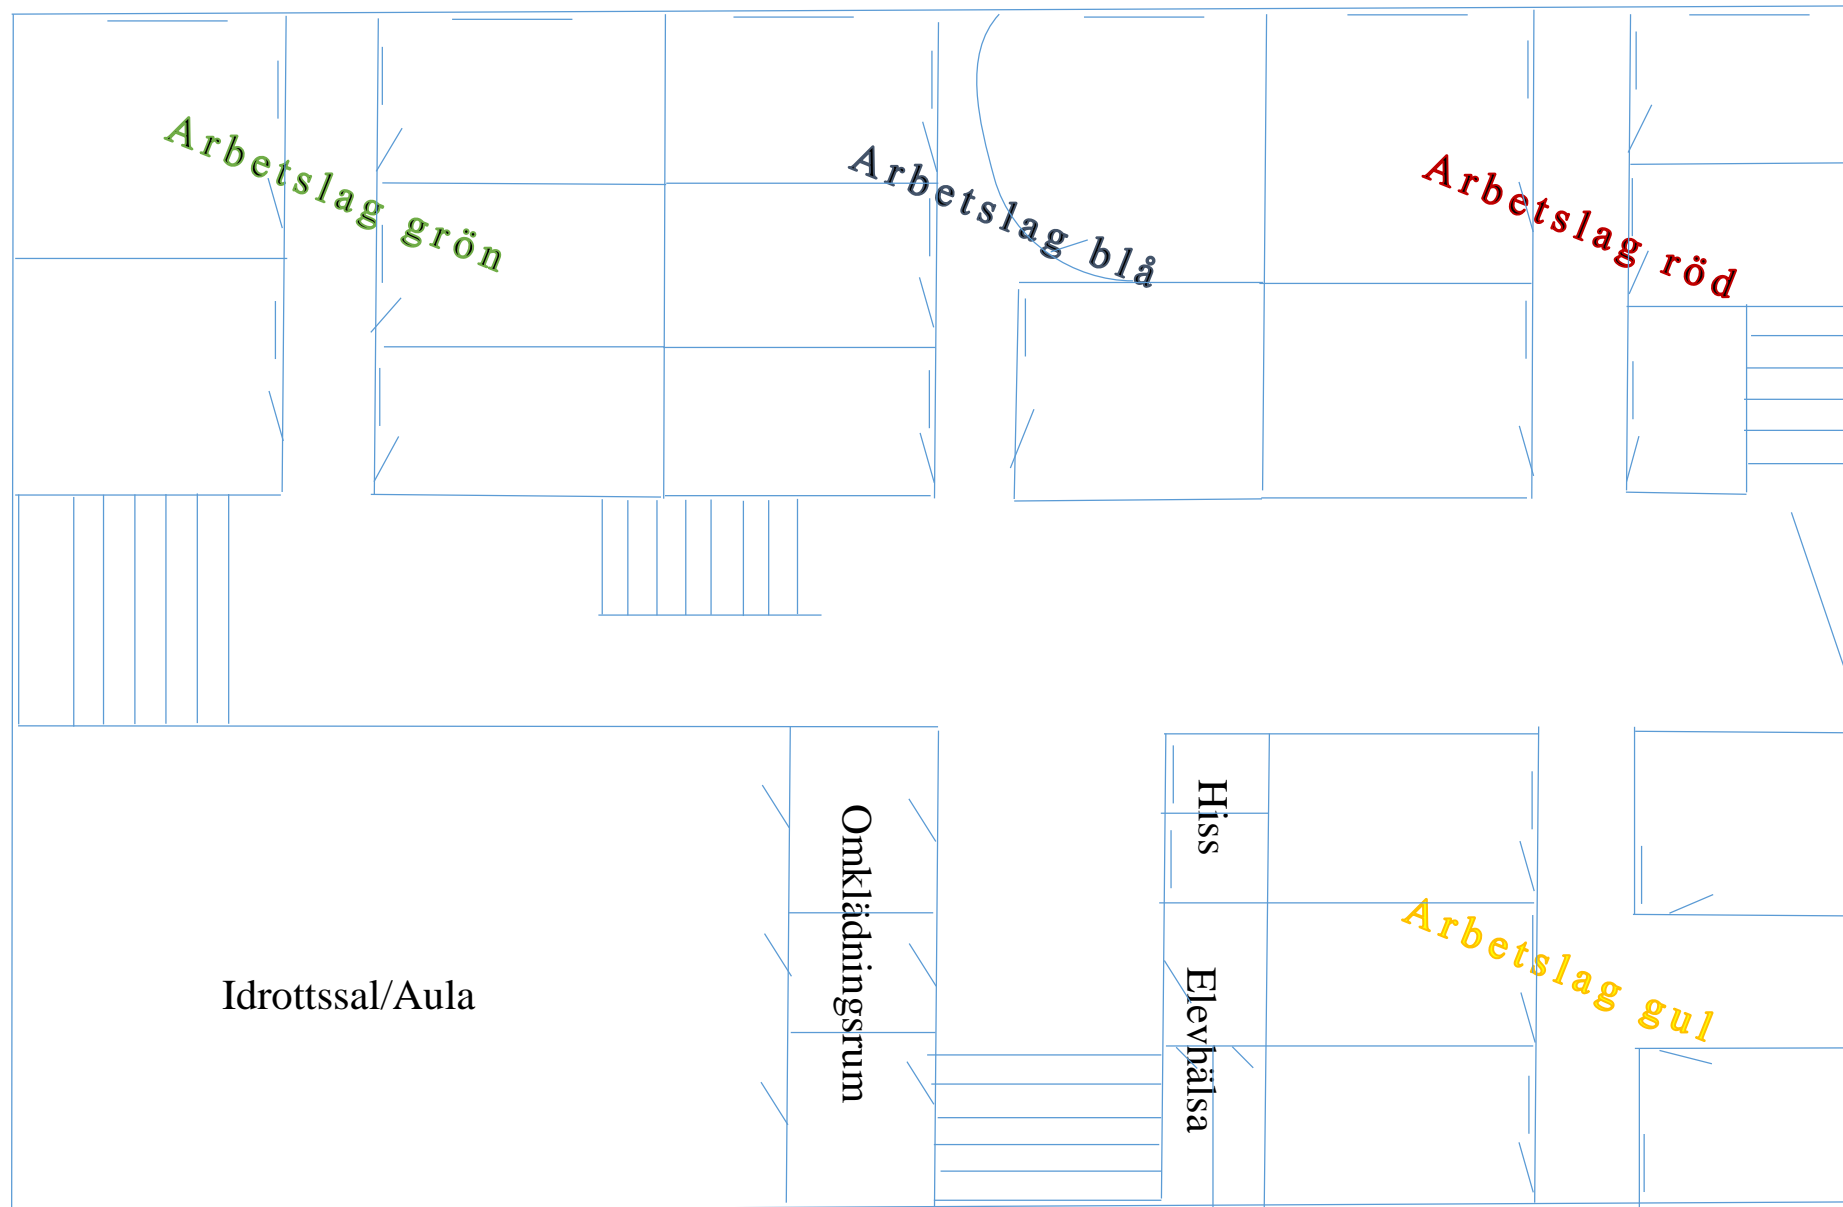 Arbetslag grön
Arbetslag blå
Arbetslag röd
Idrottssal/Aula
Omklädningsrum
Hiss
Elevhälsa
Arbetslag gul